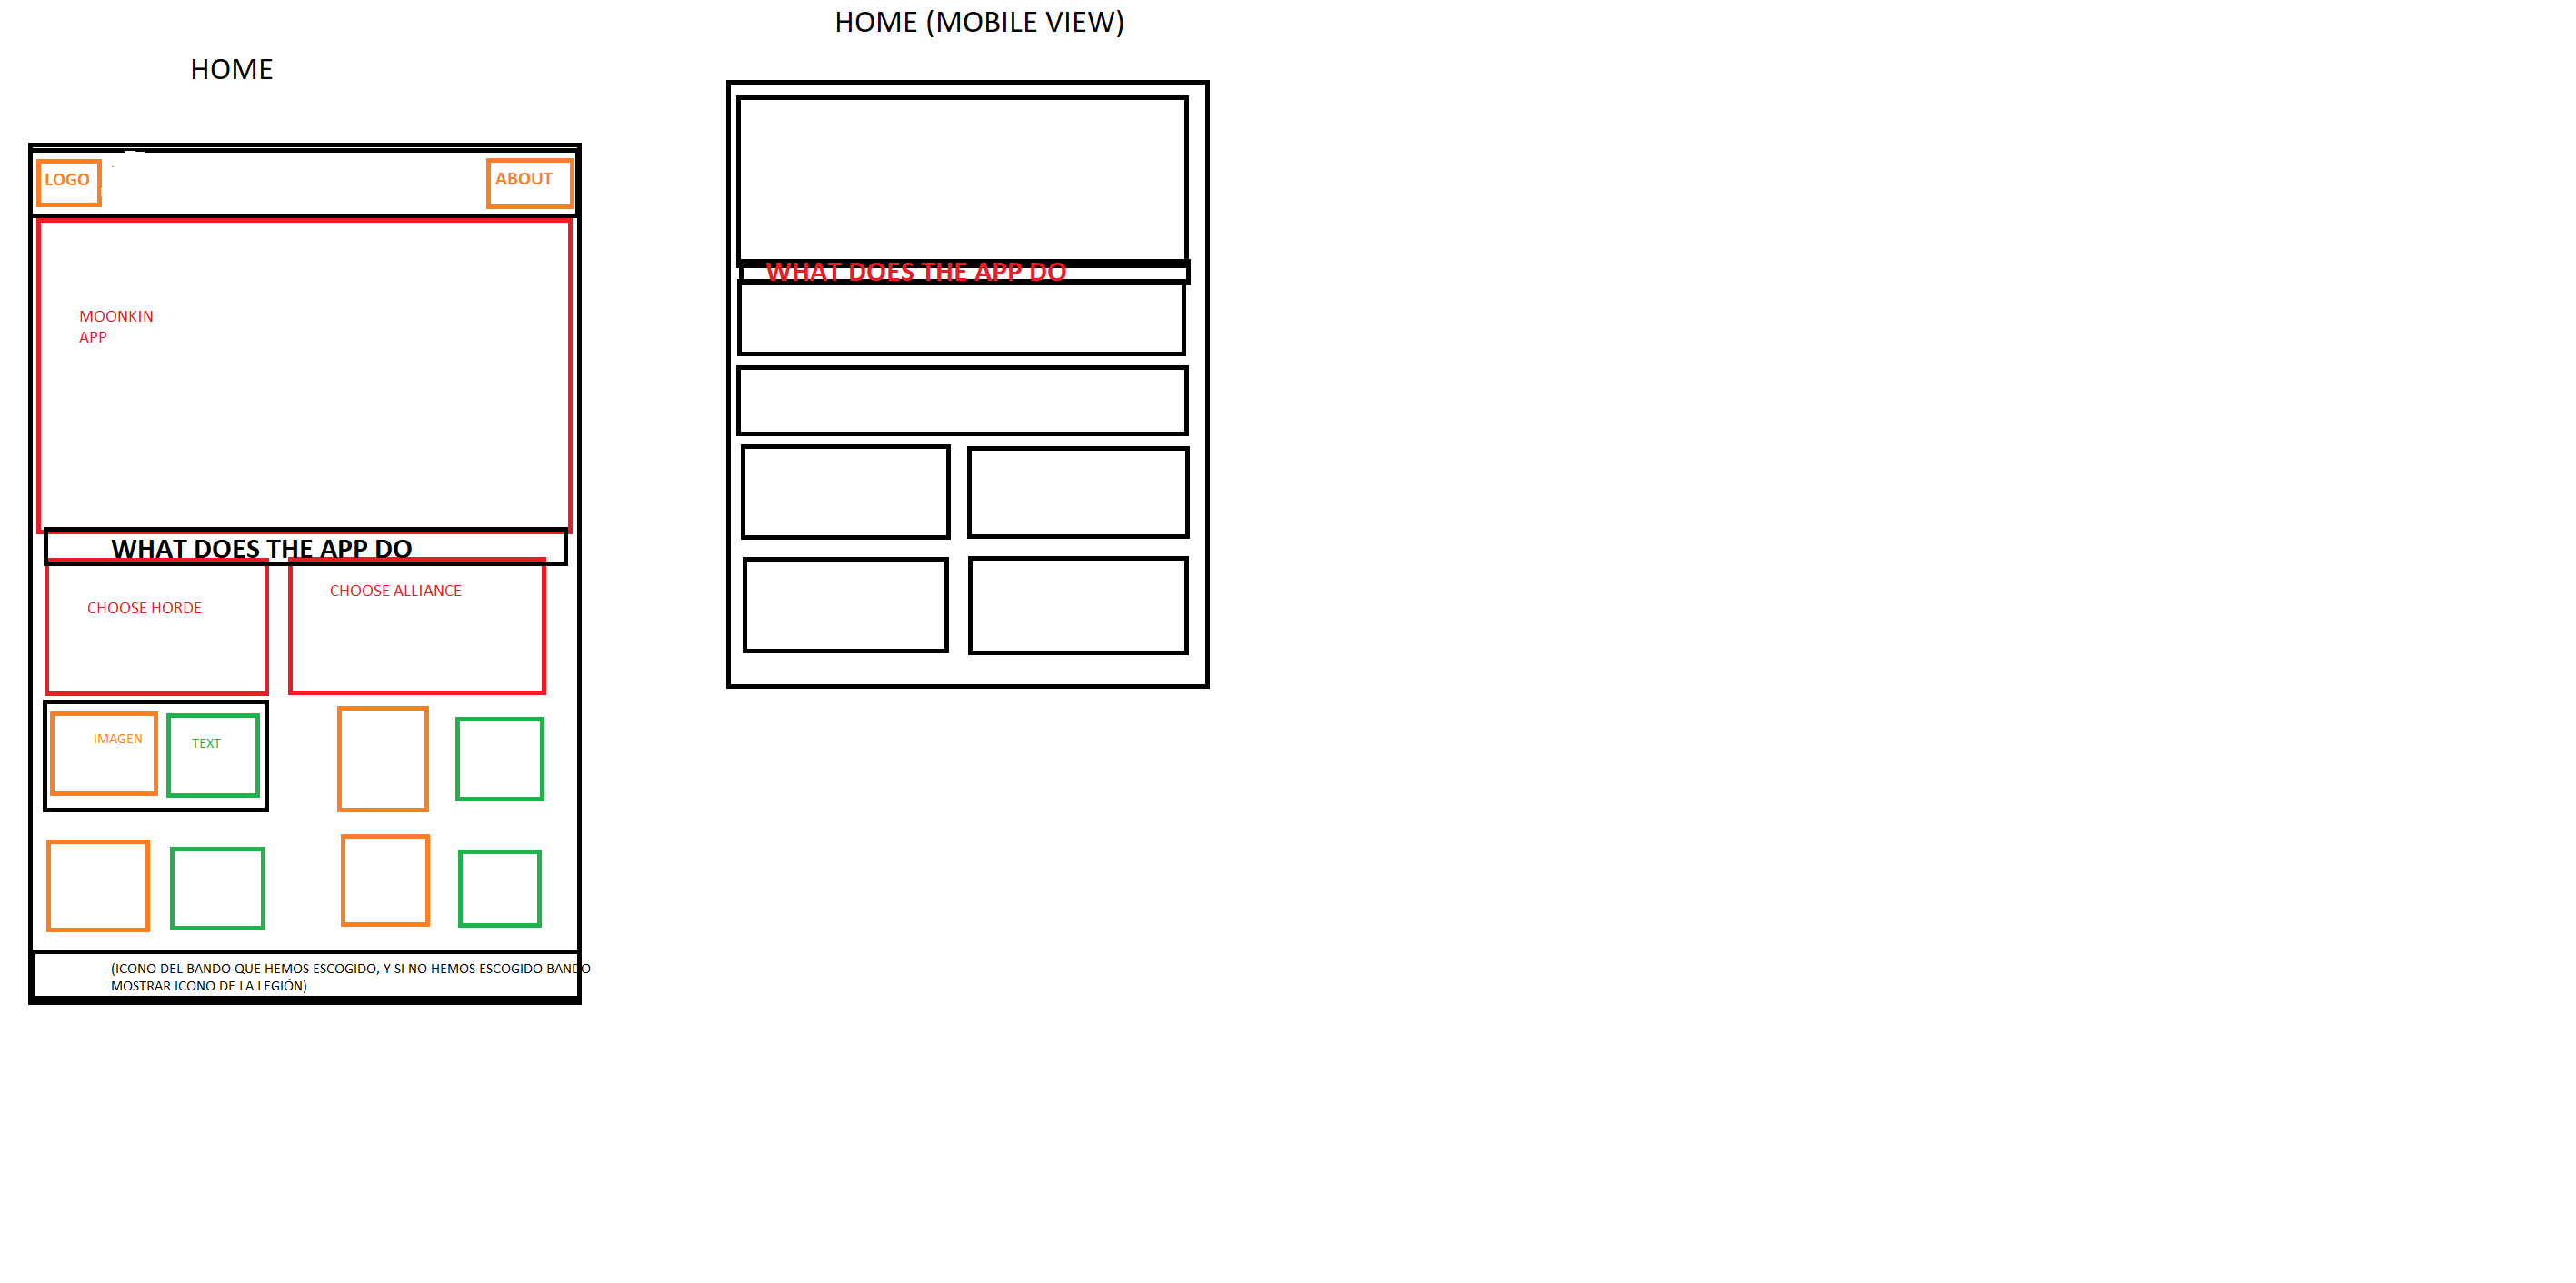 HOME
LOGO
ABOUT
MOONKIN
APP
WHAT DOES THE APP DO
CHOOSE HORDE
CHOOSE ALLIANCE
IMAGEN
TEXT
(ICONO DEL BANDO QUE HEMOS ESCOGIDO, Y SI NO HEMOS ESCOGIDO BANDO
MOSTRAR ICONO DE LA LEGIÓN)
HOME (MOBILE VIEW)
WHAT DOES THE APP DO